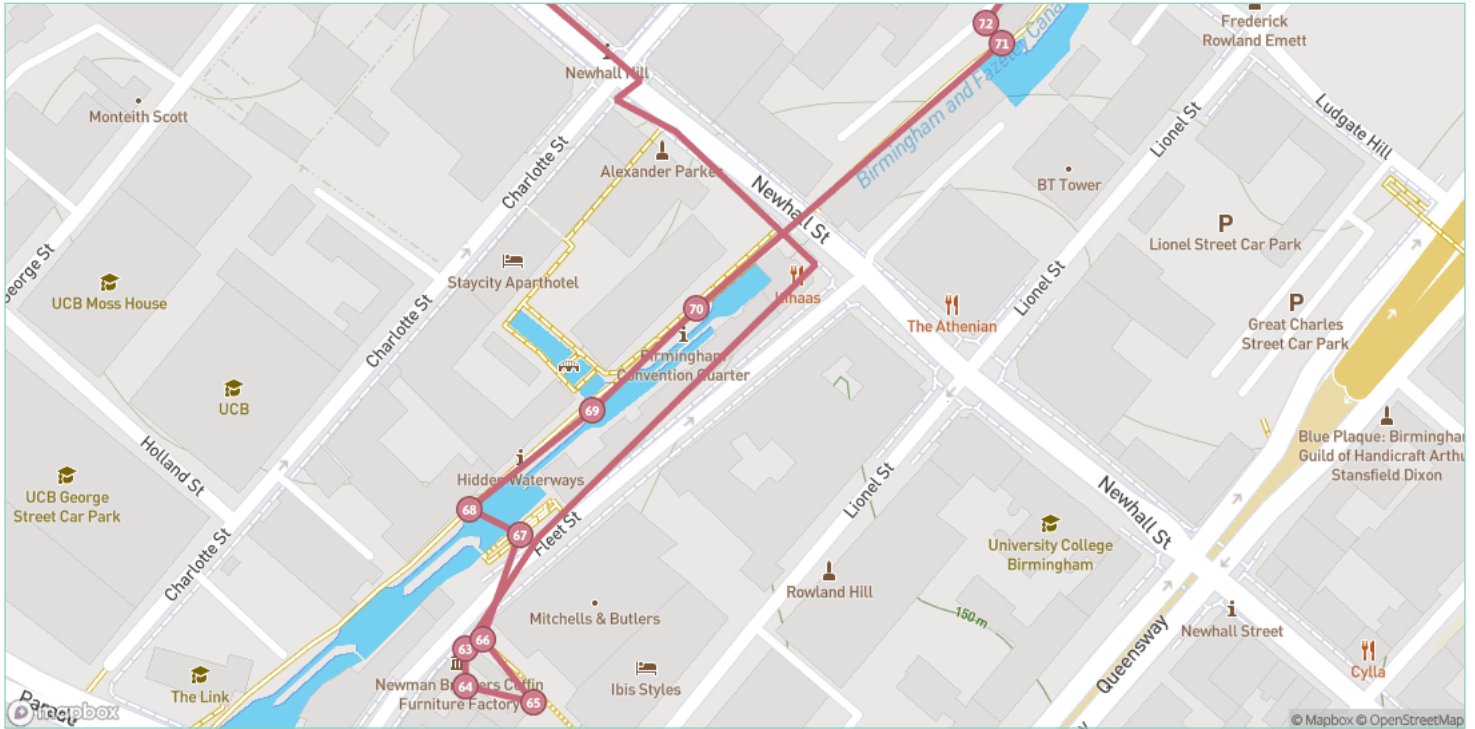 72
71
Birmingham and Fazeley Cana
Frederick
Rowland Emett
Newhall Hill
Monteith Scott
Ludgate Hill
Lionel St
Charlotte St
Alexander Parkes
BT Tower
Newhall St
Lionel Street Car Park
P
George St
UCB Moss House
Staycity Aparthotel
Lionel St
The Athenian
P
Great Charles
Street Car Park
70
Charlotte St
Birmingham
Convention Quarter
UCB
69
Blue Plaque: Birmingham
Guild of Handicraft Arthu
Stansfield Dixon
Holland St
Hidden Waterways
Lionel St
Newhall St
UCB George
Street Car Park
68
67
Fleet St
University College
Birmingham
Charlotte St
Rowland Hill
150 m
Mitchells & Butlers
Newhall Street
66
63
Queensway
Cylla
The Link
64
Newman Brothers Coffin
Furniture Factory
65
Ibis Styles
mapbox
© Mapbox © OpenStreetMap